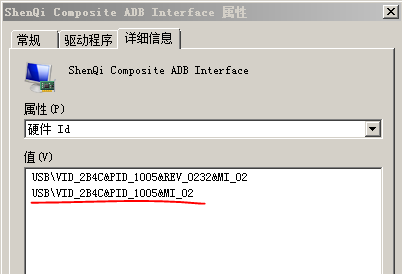 ShenQi Composite ADB Interface 属性
常规 驱动程序 详细信息
ShenQi Composite ADB Interface
属性(P)
硬件 Id
值(V)
USB\VID_2B4C&PID_1005&REV_0232&MI_02
USB\VID_2B4C&PID_1005&MI_02